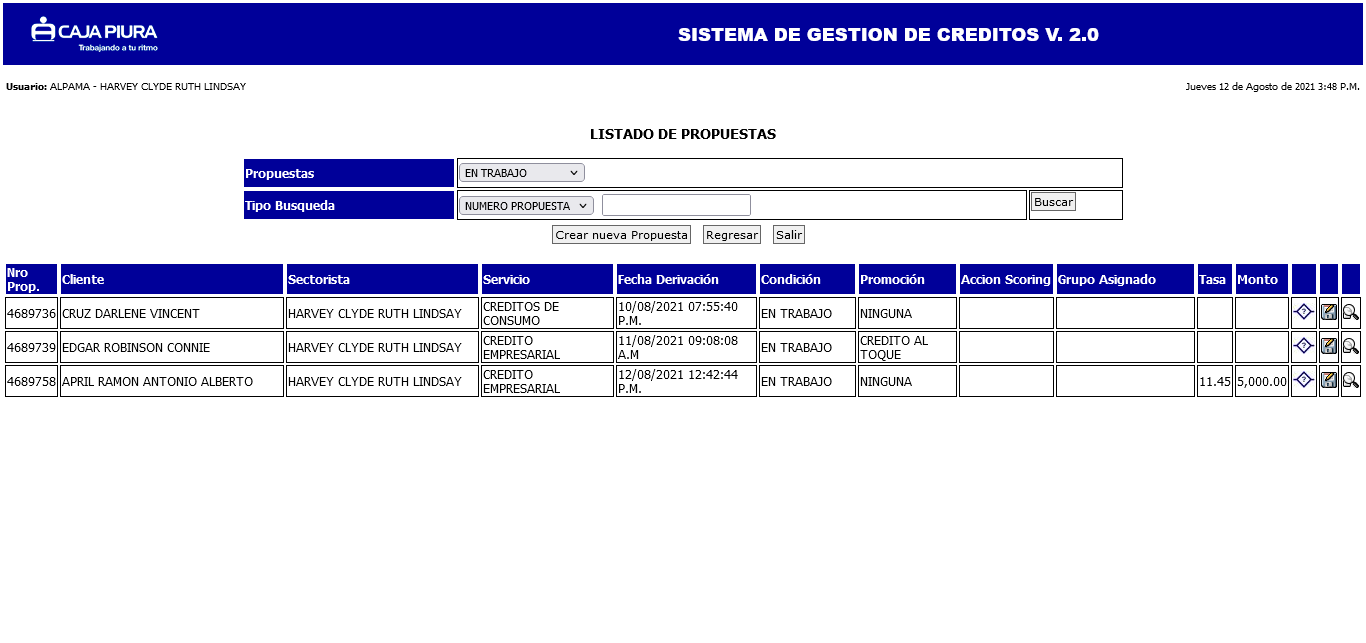 CAJA PIURA
Trabajando a tu ritmo
SISTEMA DE GESTION DE CREDITOS V. 2.0
Usuario: ALPAMA - HARVEY CLYDE RUTH LINDSAY
Jueves 12 de Agosto de 2021 3:48 P.M.
LISTADO DE PROPUESTAS
Propuestas EN TRABAJO
Tipo Busqueda NUMERO PROPUESTA Buscar
Crear nueva Propuesta Regresar Salir
Nro Prop. Cliente Sectorista Servicio Fecha Derivación Condición Promoción Accion Scoring Grupo Asignado Tasa Monto
4689736 CRUZ DARLENE VINCENT HARVEY CLYDE RUTH LINDSAY CREDITOS DE CONSUMO 10/08/2021 07:55:40 P.M. EN TRABAJO NINGUNA
4689739 EDGAR ROBINSON CONNIE HARVEY CLYDE RUTH LINDSAY CREDITO EMPRESARIAL 11/08/2021 09:08:08 A.M EN TRABAJO CREDITO AL TOQUE
4689758 APRIL RAMON ANTONIO ALBERTO HARVEY CLYDE RUTH LINDSAY CREDITO EMPRESARIAL 12/08/2021 12:42:44 P.M. EN TRABAJO NINGUNA 11.45 5,000.00